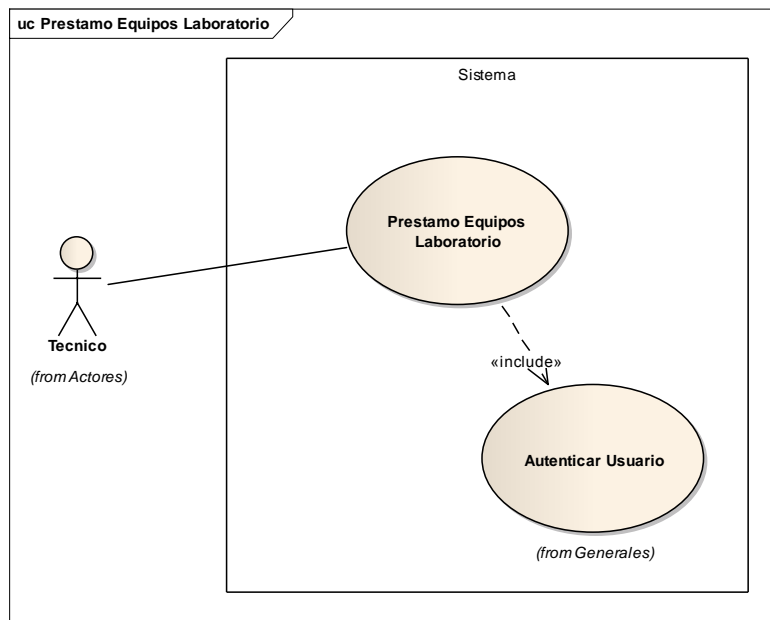 uc Prestamo Equipos Laboratorio
Sistema
Prestamo Equipos
Laboratorio
Tecnico
(from Actores)
«include»
Autenticar Usuario
(from Generales)